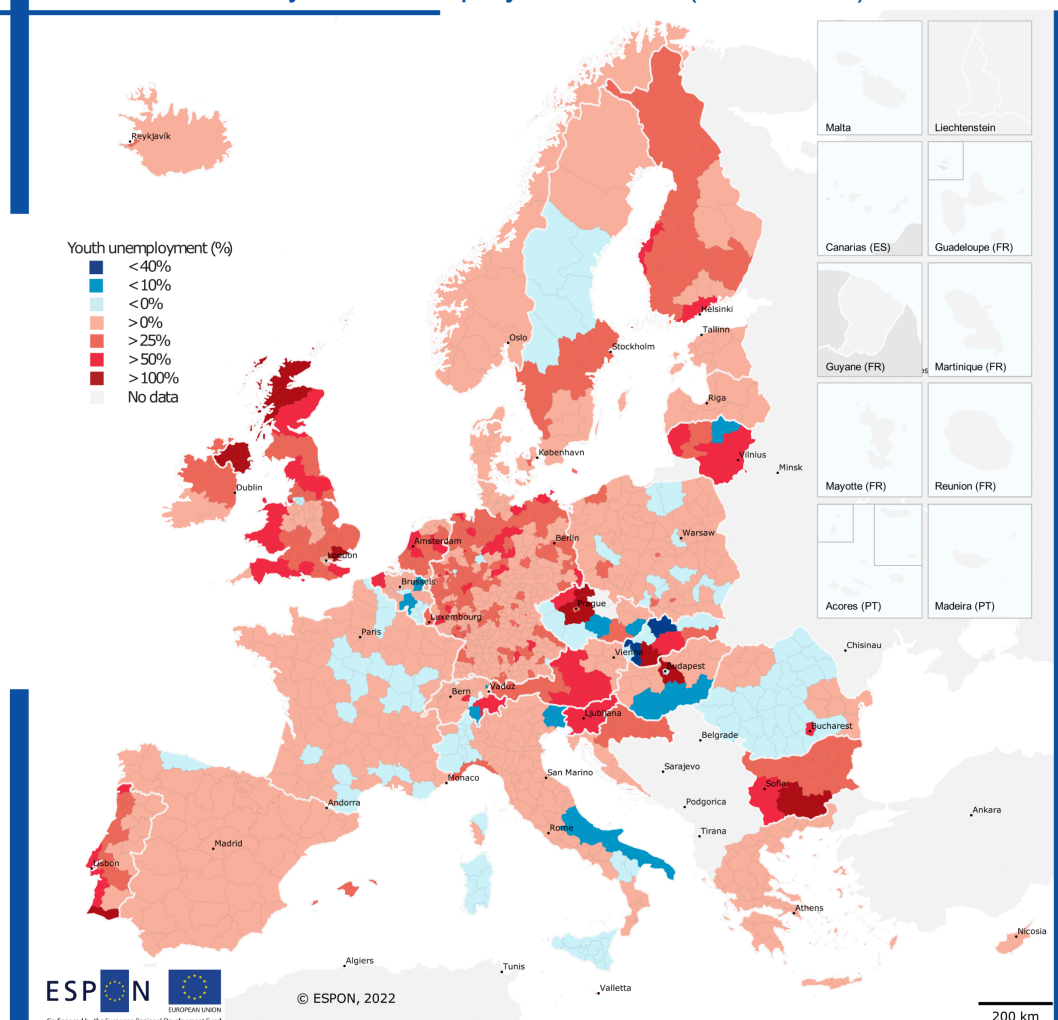 Reykjavík
Malta
Liechtenstein
Canarias (ES)
Guadeloupe (FR)
Youth unemployment (%)
<40%
<10%
<0%
>0%
>25%
>50%
>100%
No data
Oslo
Helsinki
Tallinn
Stockholm
Guyane (FR)
Martinique (FR)
Riga
København
Vilnius
Minsk
Dublin
Mayotte (FR)
Reunion (FR)
London
Amsterdam
Berlin
Warsaw
Brussels
Prague
Acores (PT)
Madeira (PT)
Luxembourg
Paris
Vienna
Chisinau
Budapest
Bern
Vaduz
Ljubljana
Bucharest
Belgrade
Sarajevo
San Marino
Monaco
Sofia
Andorra
Podgorica
Ankara
Rome
Tirana
Madrid
Lisbon
Athens
Nicosia
Algiers
Tunis
Valletta
ESPON
EUROPEAN UNION
© ESPON, 2022
200 km